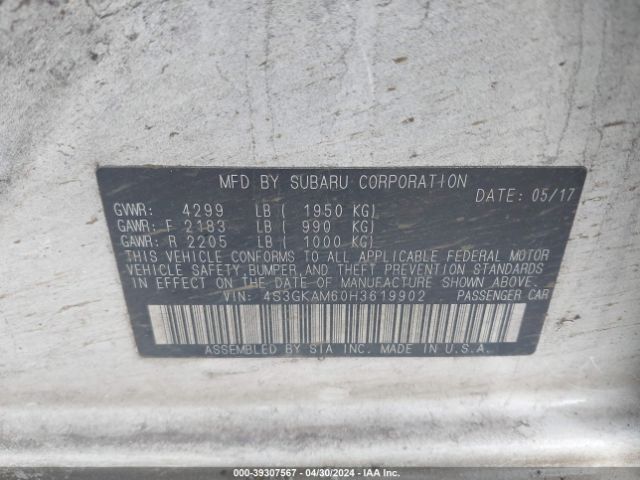 MFD BY SUBARU CORPORATION
DATE: 05/17
GVWR: 4299 LB ( 1950 KG)
GAWR: F 2183 LB ( 990 KG)
GAWR: R 2205 LB ( 1000 KG)
THIS VEHICLE CONFORMS TO ALL APPLICABLE FEDERAL MOTOR
VEHICLE SAFETY, BUMPER, AND THEFT PREVENTION STANDARDS
IN EFFECT ON THE DATE OF MANUFACTURE SHOWN ABOVE.
VIN: 4S3GKAM60H3619902 PASSENGER CAR
ASSEMBLED BY SIA INC. MADE IN U.S.A.
000-39307567 - 04/30/2024 - IAA Inc.